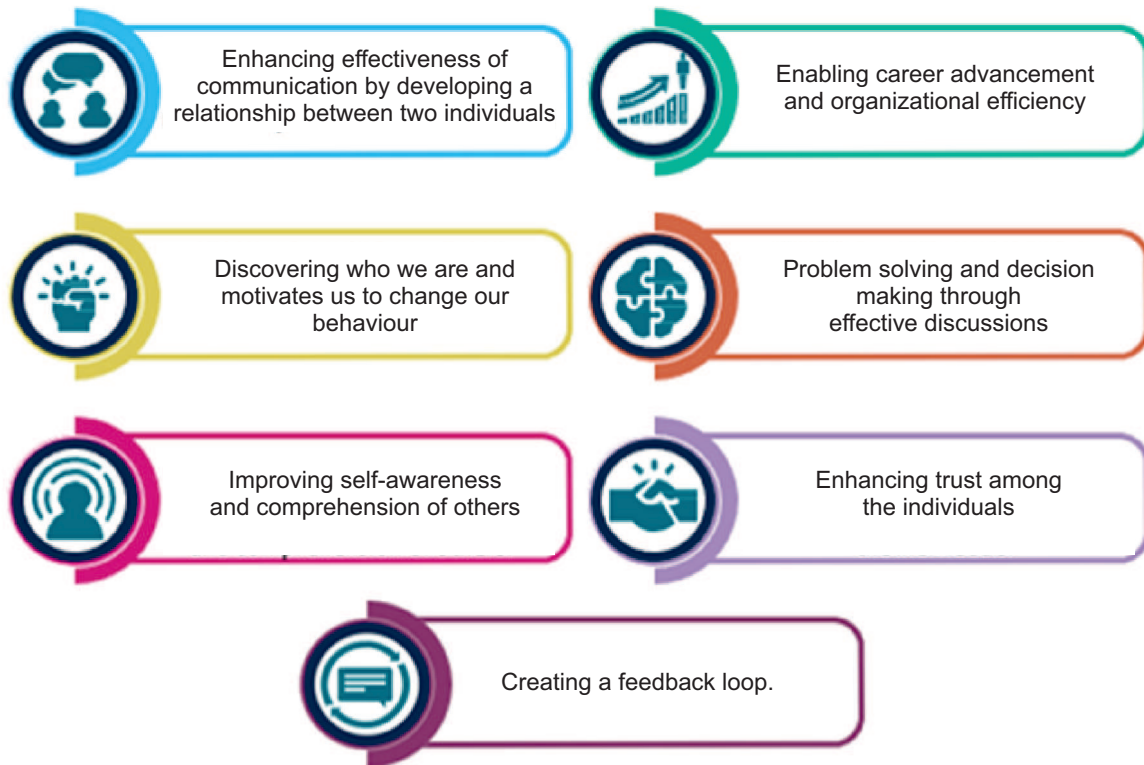 Enhancing effectiveness of
communication by developing a
relationship between two individuals
Enabling career advancement
and organizational efficiency
Discovering who we are and
motivates us to change our
behaviour
Problem solving and decision
making through
effective discussions
Improving self-awareness
and comprehension of others
Enhancing trust among
the individuals
Creating a feedback loop.